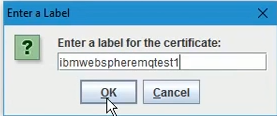 Enter a Label
Enter a label for the certificate:
ibmwebspheremqtest1
OK
Cancel